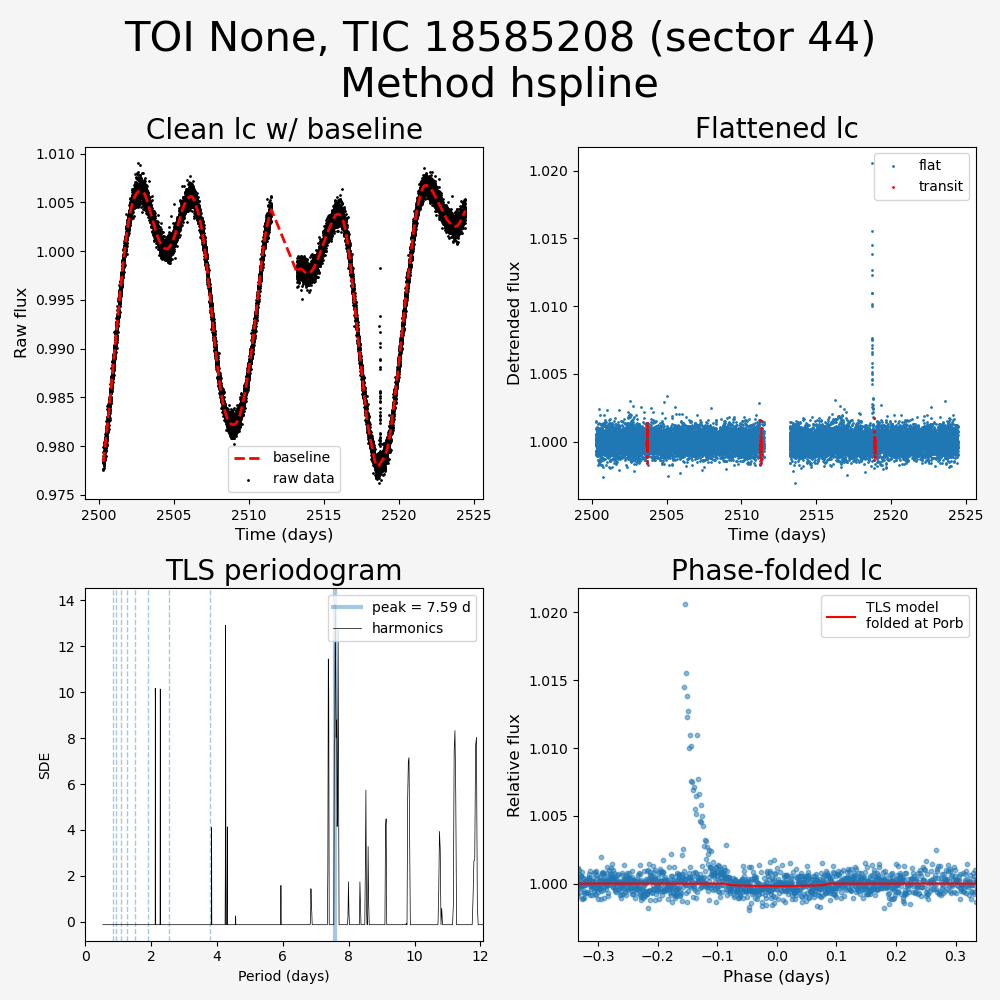 TOI None, TIC 18585208 (sector 44)
Method hspline
Clean lc w/ baseline
1.010
1.005
1.000
0.995
0.990
0.985
0.980
0.975
Raw flux
baseline
raw data
2500
2505
2510
2515
2520
2525
Time (days)
Flattened lc
1.020
1.015
1.010
1.005
1.000
Detrended flux
flat
transit
2500
2505
2510
2515
2520
2525
Time (days)
TLS periodogram
14
12
10
8
6
4
2
0
SDE
peak = 7.59 d
harmonics
0
2
4
6
8
10
12
Period (days)
Phase-folded lc
1.020
1.015
1.010
1.005
1.000
Relative flux
TLS model
folded at Porb
−0.3
−0.2
−0.1
0.0
0.1
0.2
0.3
Phase (days)